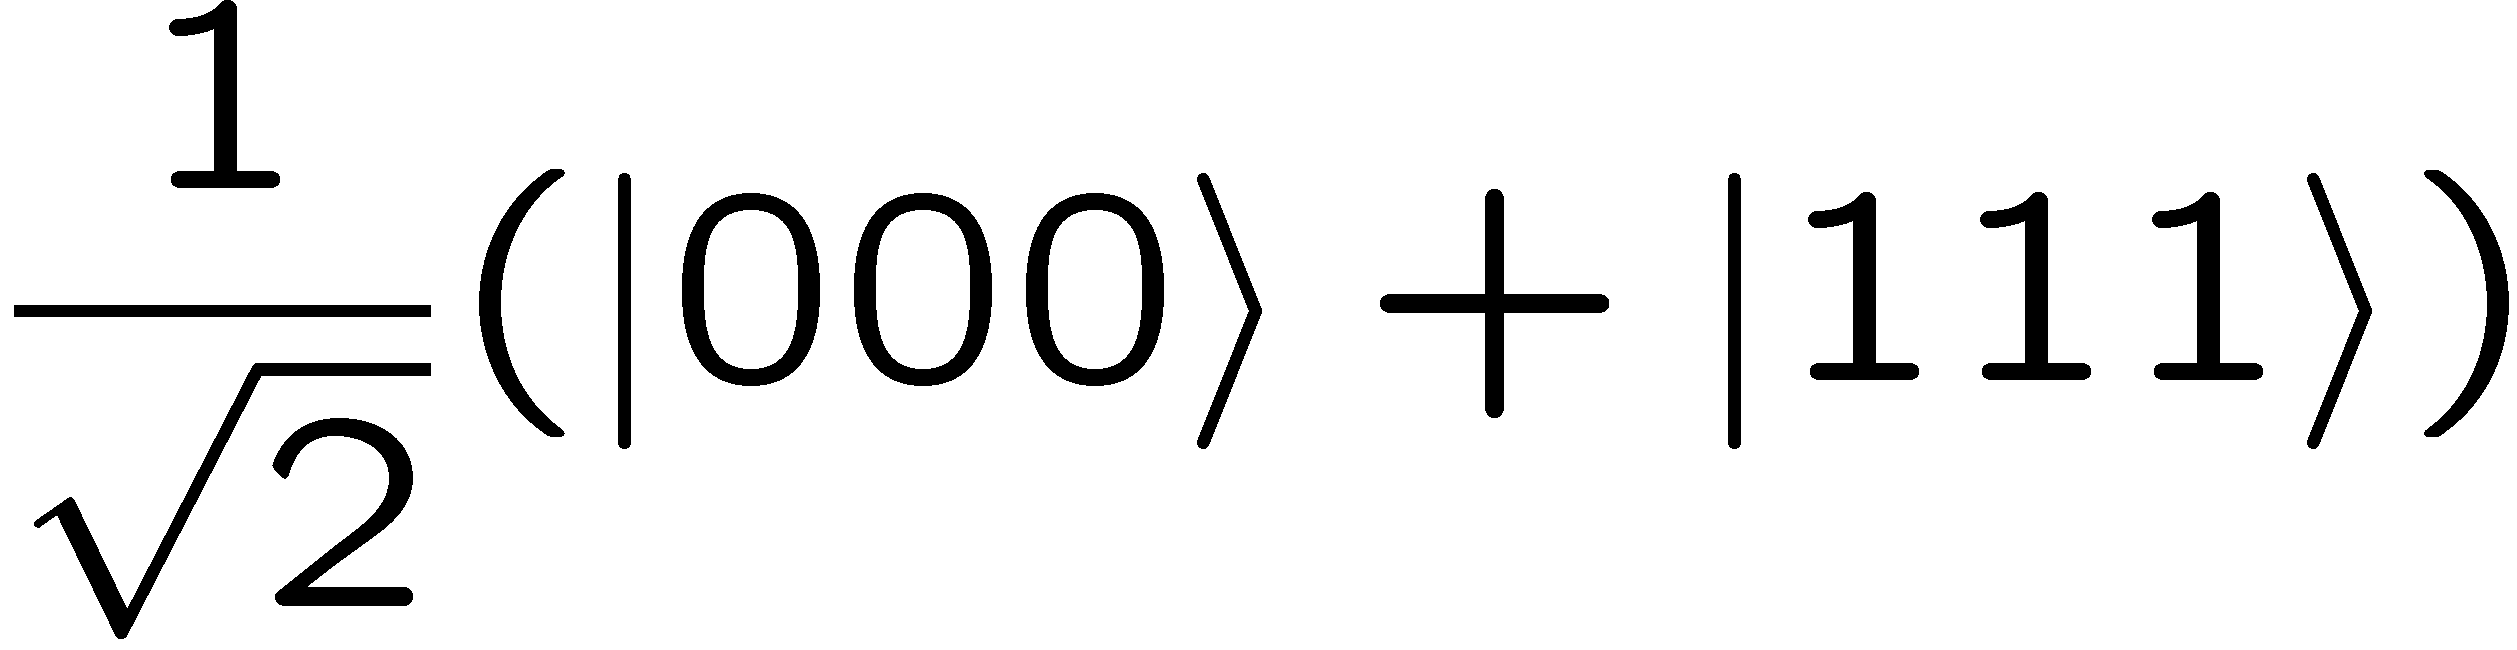 1/√2 (|000⟩ + |111⟩)